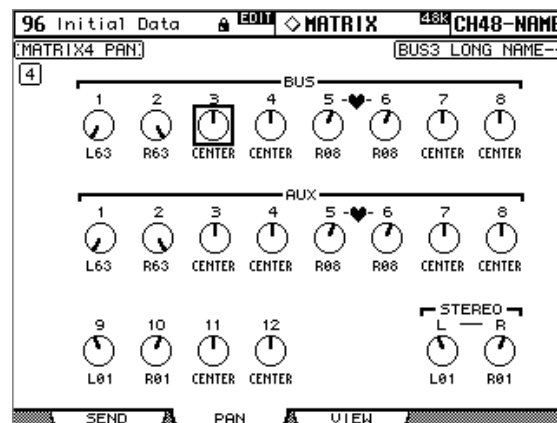 96 Initial Data EDIT ◇MATRIX 48K CH48-NAME
MATRIX4 PAN BUS3 LONG NAME-
4
BUS
1 2 3 4 5 -♥- 6 7 8
L63 R63 CENTER CENTER R08 R08 CENTER CENTER
AUX
1 2 3 4 5 -♥- 6 7 8
L63 R63 CENTER CENTER R08 R08 CENTER CENTER
STEREO
9 10 11 12 L R
L01 R01 CENTER CENTER L01 R01
SEND PAN VIEW